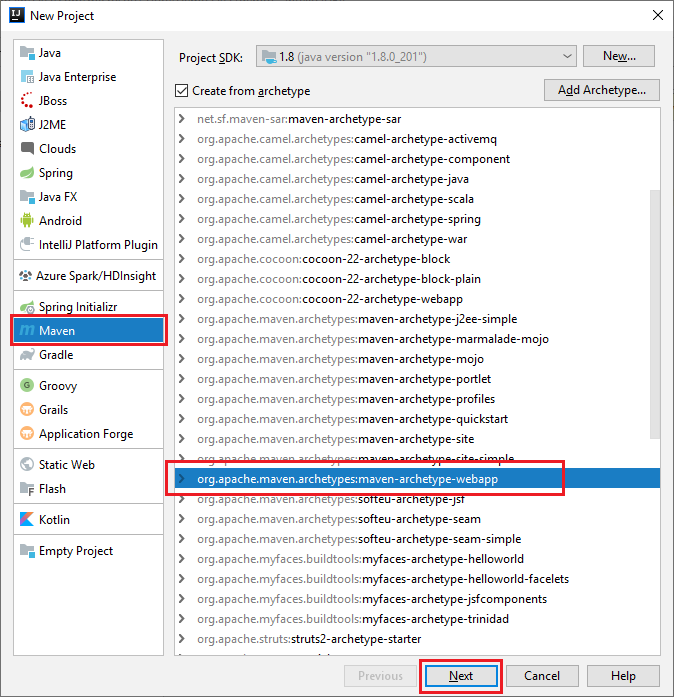 IJ New Project
Java
Java Enterprise
JBoss
J2ME
Clouds
Spring
Java FX
Android
IntelliJ Platform Plugin
Azure Spark/HDInsight
Spring Initializr
m Maven
Gradle
G Groovy
Grails
Application Forge
Static Web
Flash
Kotlin
Empty Project
Project SDK: 1.8 (java version "1.8.0_201") New...
Create from archetype Add Archetype...
net.sf.maven-sar:maven-archetype-sar
org.apache.camel.archetypes:camel-archetype-activemq
org.apache.camel.archetypes:camel-archetype-component
org.apache.camel.archetypes:camel-archetype-java
org.apache.camel.archetypes:camel-archetype-scala
org.apache.camel.archetypes:camel-archetype-spring
org.apache.camel.archetypes:camel-archetype-war
org.apache.cocoon:cocoon-22-archetype-block
org.apache.cocoon:cocoon-22-archetype-block-plain
org.apache.cocoon:cocoon-22-archetype-webapp
org.apache.maven.archetypes:maven-archetype-j2ee-simple
org.apache.maven.archetypes:maven-archetype-marmalade-mojo
org.apache.maven.archetypes:maven-archetype-mojo
org.apache.maven.archetypes:maven-archetype-portlet
org.apache.maven.archetypes:maven-archetype-profiles
org.apache.maven.archetypes:maven-archetype-quickstart
org.apache.maven.archetypes:maven-archetype-site
org.apache.maven.archetypes:maven-archetype-site-simple
org.apache.maven.archetypes:maven-archetype-webapp
org.apache.maven.archetypes:softeu-archetype-jsf
org.apache.maven.archetypes:softeu-archetype-seam
org.apache.maven.archetypes:softeu-archetype-seam-simple
org.apache.myfaces.buildtools:myfaces-archetype-helloworld
org.apache.myfaces.buildtools:myfaces-archetype-helloworld-facelets
org.apache.myfaces.buildtools:myfaces-archetype-jsfcomponents
org.apache.myfaces.buildtools:myfaces-archetype-trinidad
org.apache.struts:struts2-archetype-starter
Previous Next Cancel Help